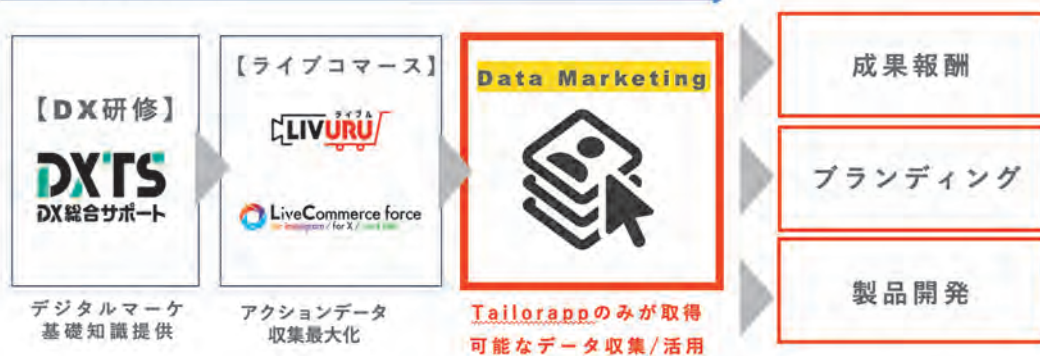 【DX研修】
DXTS
DX総合サポート
デジタルマーケ
基礎知識提供
【ライブコマース】
ライブル
LIVURU
LiveCommerce force
for Instagram / for X /
アクションデータ
収集最大化
Data Marketing
Tailorappのみが取得
可能なデータ収集/活用
成果報酬
ブランディング
製品開発